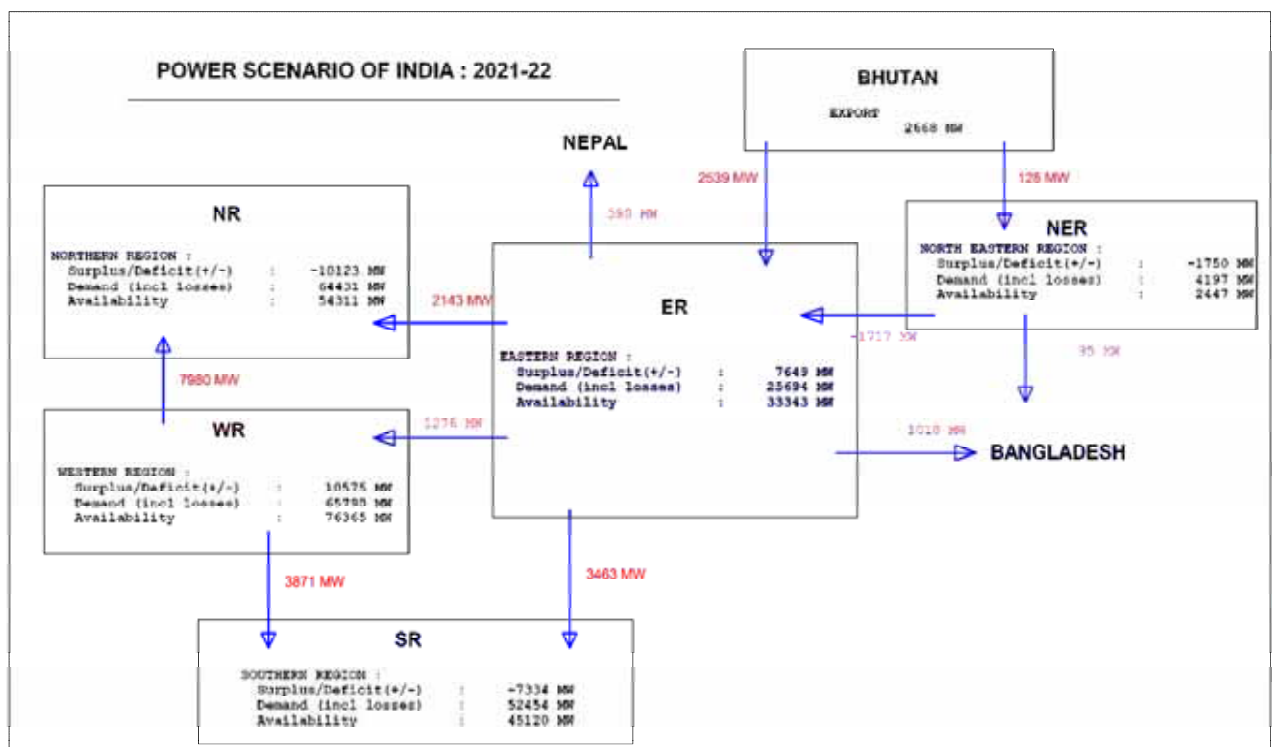 POWER SCENARIO OF INDIA : 2021-22
BHUTAN
EXPORT
2668 MW
NEPAL
2539 MW
128 MW
MW
NR
NORTHERN REGION :
Surplus/Deficit(+/-) : -10123 MW
Demand (incl losses) : 64431 MW
Availability : 54311 MW
NER
NORTH EASTERN REGION :
Surplus/Deficit(+/-) : -1750 MW
Demand (incl losses) : 4197 MW
Availability : 2447 MW
2143 MW
ER
EASTERN REGION :
Surplus/Deficit(+/-) : 7649 MW
Demand (incl losses) : 25694 MW
Availability : 33343 MW
-1717 MW
95 MW
7980 MW
1276 MW
1018 MW
BANGLADESH
WR
WESTERN REGION :
Surplus/Deficit(+/-) : 10575 MW
Demand (incl losses) : MW
Availability : 76365 MW
3871 MW
3463 MW
SR
SOUTHERN REGION :
Surplus/Deficit(+/-) : -7334 MW
Demand (incl losses) : 52454 MW
Availability : 45120 MW